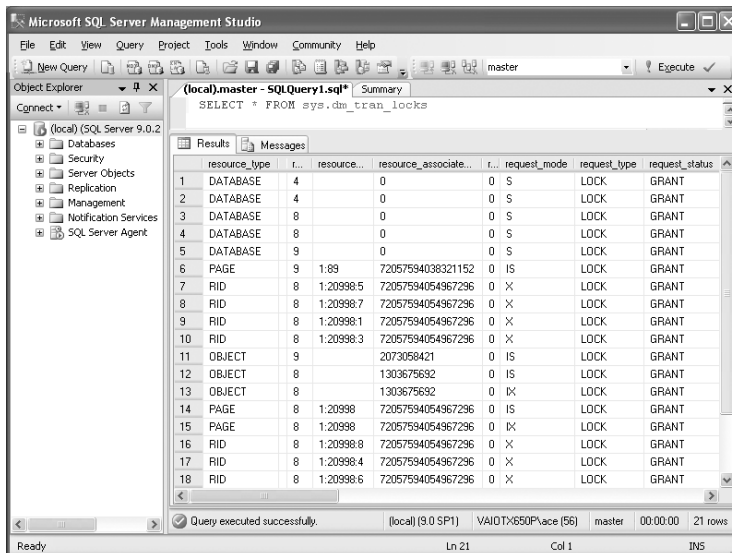 Microsoft SQL Server Management Studio
File Edit View Query Project Tools Window Community Help
New Query master Execute
Object Explorer
(local).master - SQLQuery1.sql* Summary
Connect
SELECT * FROM sys.dm_tran_locks
(local) (SQL Server 9.0.2
Databases
Security
Server Objects
Replication
Management
Notification Services
SQL Server Agent
Results Messages
resource_type r... resource... resource_associate... r... request_mode request_type request_status
1 DATABASE 4 0 0 S LOCK GRANT
2 DATABASE 4 0 0 S LOCK GRANT
3 DATABASE 8 0 0 S LOCK GRANT
4 DATABASE 8 0 0 S LOCK GRANT
5 DATABASE 9 0 0 S LOCK GRANT
6 PAGE 9 1:89 72057594038321152 0 IS LOCK GRANT
7 RID 8 1:20998:5 72057594054967296 0 X LOCK GRANT
8 RID 8 1:20998:7 72057594054967296 0 X LOCK GRANT
9 RID 8 1:20998:1 72057594054967296 0 X LOCK GRANT
10 RID 8 1:20998:3 72057594054967296 0 X LOCK GRANT
11 OBJECT 9 2073058421 0 IS LOCK GRANT
12 OBJECT 8 1303675692 0 IS LOCK GRANT
13 OBJECT 8 1303675692 0 IX LOCK GRANT
14 PAGE 8 1:20998 72057594054967296 0 IS LOCK GRANT
15 PAGE 8 1:20998 72057594054967296 0 IX LOCK GRANT
16 RID 8 1:20998:8 72057594054967296 0 X LOCK GRANT
17 RID 8 1:20998:4 72057594054967296 0 X LOCK GRANT
18 RID 8 1:20998:6 72057594054967296 0 X LOCK GRANT
Query executed successfully. (local) (9.0 SP1) VAIOTX650P\ace (56) master 00:00:00 21 rows
Ready Ln 21 Col 1 INS